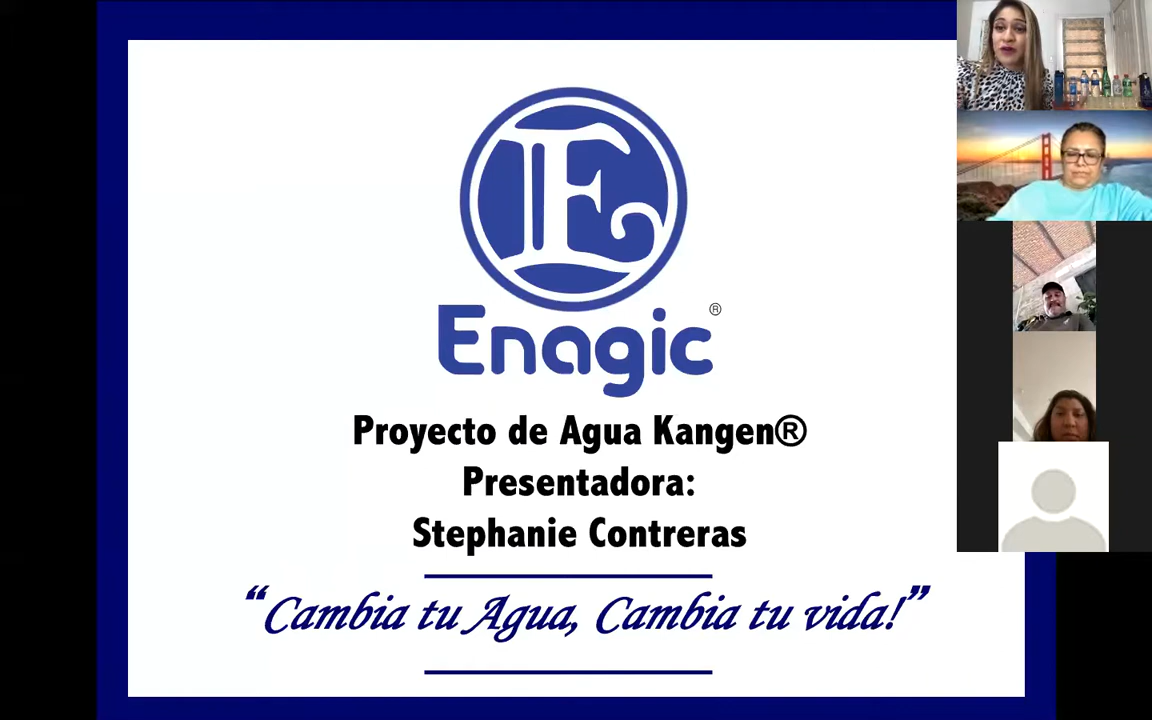 Enagic®
Proyecto de Agua Kangen®
Presentadora:
Stephanie Contreras
“Cambia tu Agua, Cambia tu vida!”